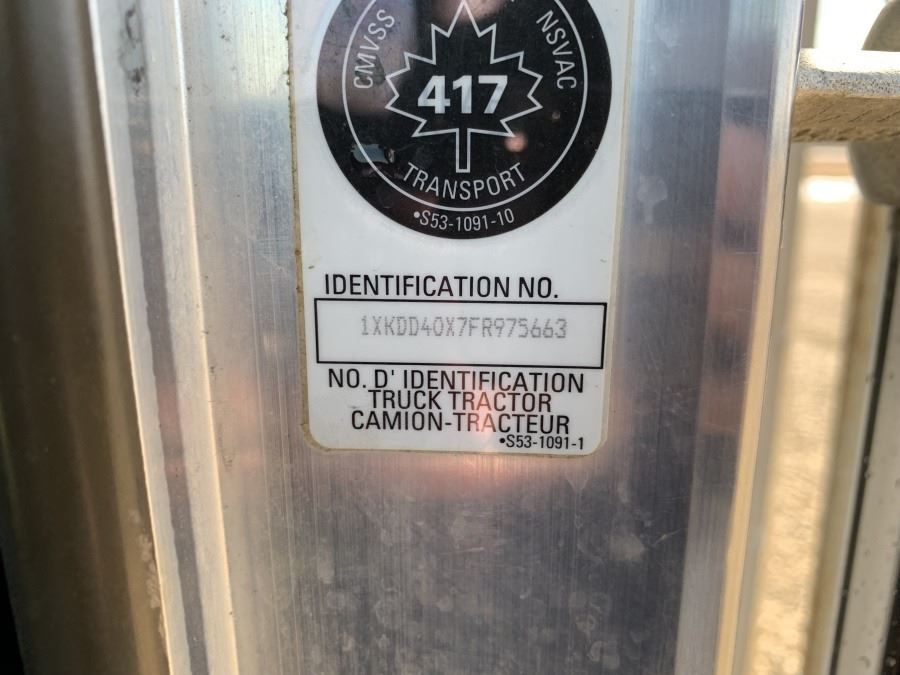 CMVSS NSVAC
417
TRANSPORT
•S53-1091-10
IDENTIFICATION NO.
1XKDD40X7FR975663
NO. D' IDENTIFICATION
TRUCK TRACTOR
CAMION-TRACTEUR
•S53-1091-1